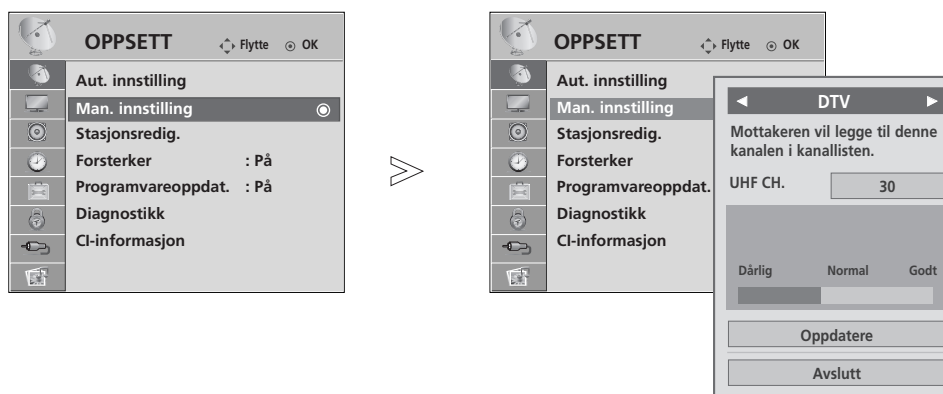 OPPSETT Flytte OK
Aut. innstilling
Man. innstilling
Stasjonsredig.
Forsterker : På
Programvareoppdat. : På
Diagnostikk
CI-informasjon
OPPSETT Flytte OK
Aut. innstilling
Man. innstilling
Stasjonsredig.
Forsterker
Programvareoppdat.
Diagnostikk
CI-informasjon
DTV
Mottakeren vil legge til denne
kanalen i kanallisten.
UHF CH. 30
Dårlig Normal Godt
Oppdatere
Avslutt